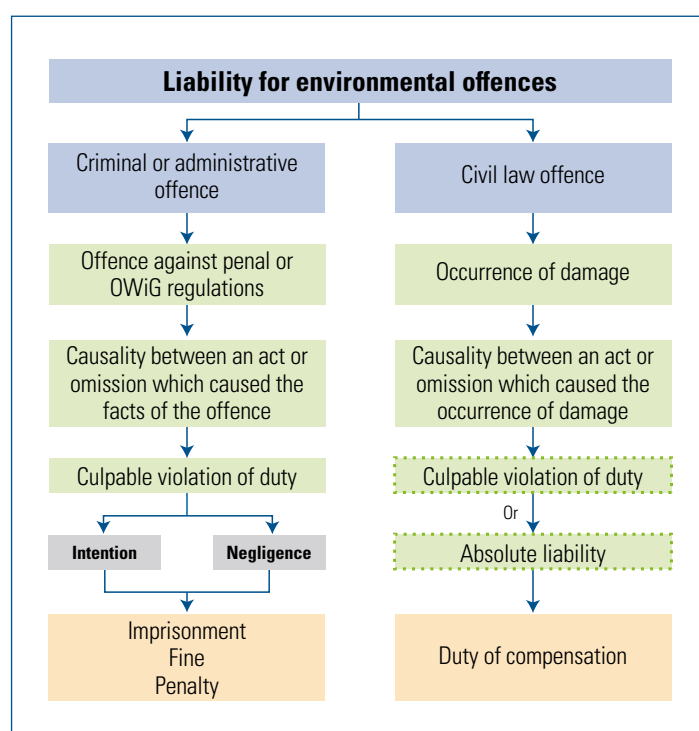 Liability for environmental offences
Criminal or administrative
offence
Offence against penal or
OWiG regulations
Causality between an act or
omission which caused the
facts of the offence
Culpable violation of duty
Intention
Negligence
Imprisonment
Fine
Penalty
Civil law offence
Occurrence of damage
Causality between an act or
omission which caused the
occurrence of damage
Culpable violation of duty
Or
Absolute liability
Duty of compensation